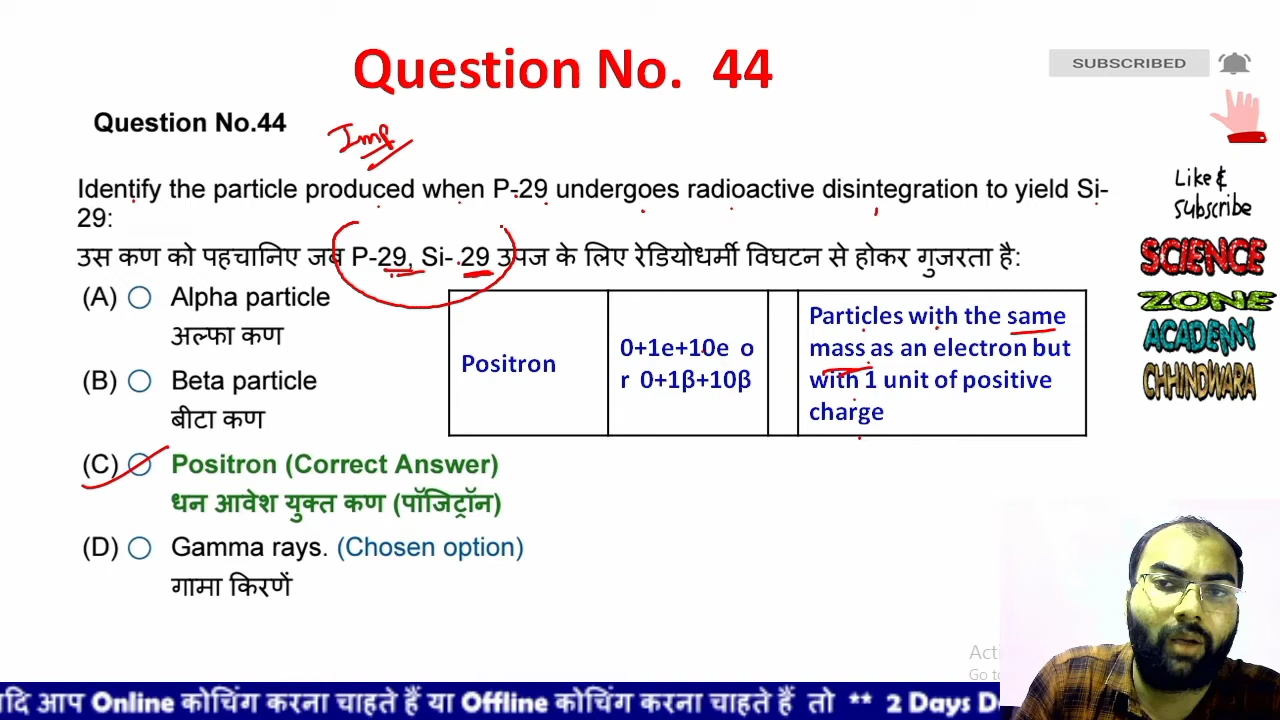 Question No.  44
SUBSCRIBED
Question No.44
Imp
Identify the particle produced when P-29 undergoes radioactive disintegration to yield Si-
29:
उस कण को पहचानिए जब P-29, Si- 29 उपज के लिए रेडियोधर्मी विघटन से होकर गुजरता है:
(A) Alpha particle
अल्फा कण
(B) Beta particle
बीटा कण
(C) Positron (Correct Answer)
धन आवेश युक्त कण (पॉजिट्रॉन)
(D) Gamma rays. (Chosen option)
गामा किरणें
Positron
0+1e+10e o
r 0+1β+10β
Particles with the same
mass as an electron but
with 1 unit of positive
charge
Like &
Subscribe
SCIENCE
ZONE
ACADEMY
CHHINDWARA
Go to
यदि आप Online कोचिंग करना चाहते हैं या Offline कोचिंग करना चाहते हैं तो ** 2 Days